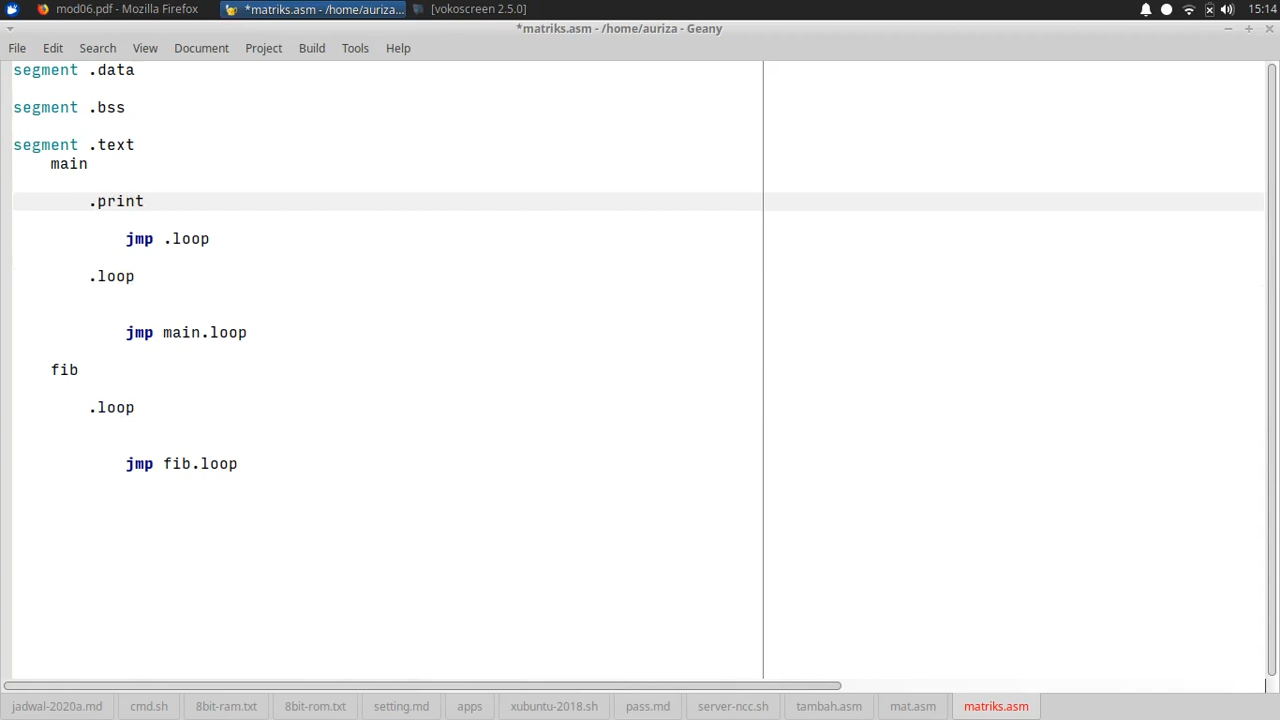 mod06.pdf - Mozilla Firefox *matriks.asm - /home/auriza... [vokoscreen 2.5.0] 15:14
*matriks.asm - /home/auriza - Geany
File Edit Search View Document Project Build Tools Help
segment .data
segment .bss
segment .text
main
.print
jmp .loop
.loop
jmp main.loop
fib
.loop
jmp fib.loop
jadwal-2020a.md cmd.sh 8bit-ram.txt 8bit-rom.txt setting.md apps xubuntu-2018.sh pass.md server-ncc.sh tambah.asm mat.asm matriks.asm